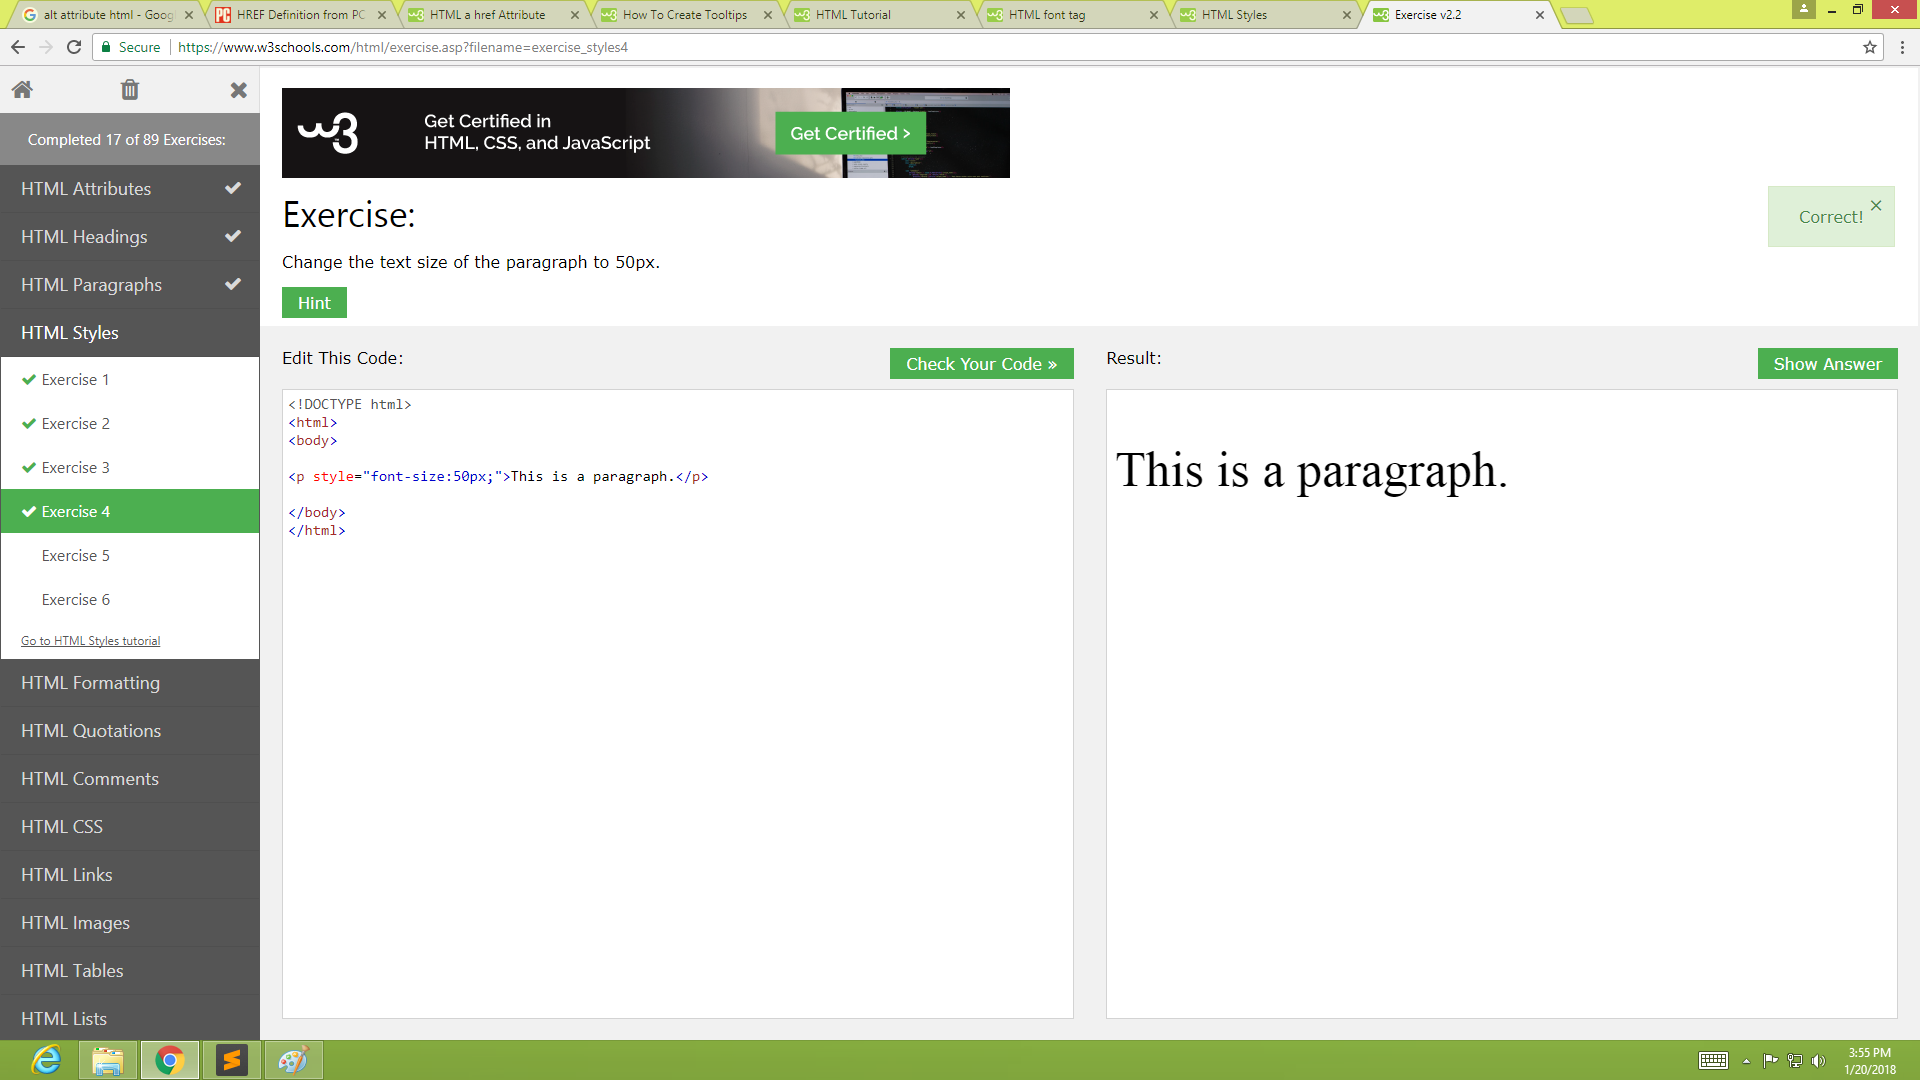 alt attribute html - Goog
HREF Definition from PC
HTML a href Attribute
How To Create Tooltips
HTML Tutorial
HTML font tag
HTML Styles
Exercise v2.2
Secure
https://www.w3schools.com/html/exercise.asp?filename=exercise_styles4
Completed 17 of 89 Exercises:
HTML Attributes
HTML Headings
HTML Paragraphs
HTML Styles
Exercise 1
Exercise 2
Exercise 3
Exercise 4
Exercise 5
Exercise 6
Go to HTML Styles tutorial
HTML Formatting
HTML Quotations
HTML Comments
HTML CSS
HTML Links
HTML Images
HTML Tables
HTML Lists
w3
Get Certified in
HTML, CSS, and JavaScript
Get Certified >
Exercise:
Correct!
Change the text size of the paragraph to 50px.
Hint
Edit This Code:
Check Your Code »
<!DOCTYPE html>
<html>
<body>
<p style="font-size:50px;">This is a paragraph.</p>
</body>
</html>
Result:
Show Answer
This is a paragraph.
3:55 PM
1/20/2018